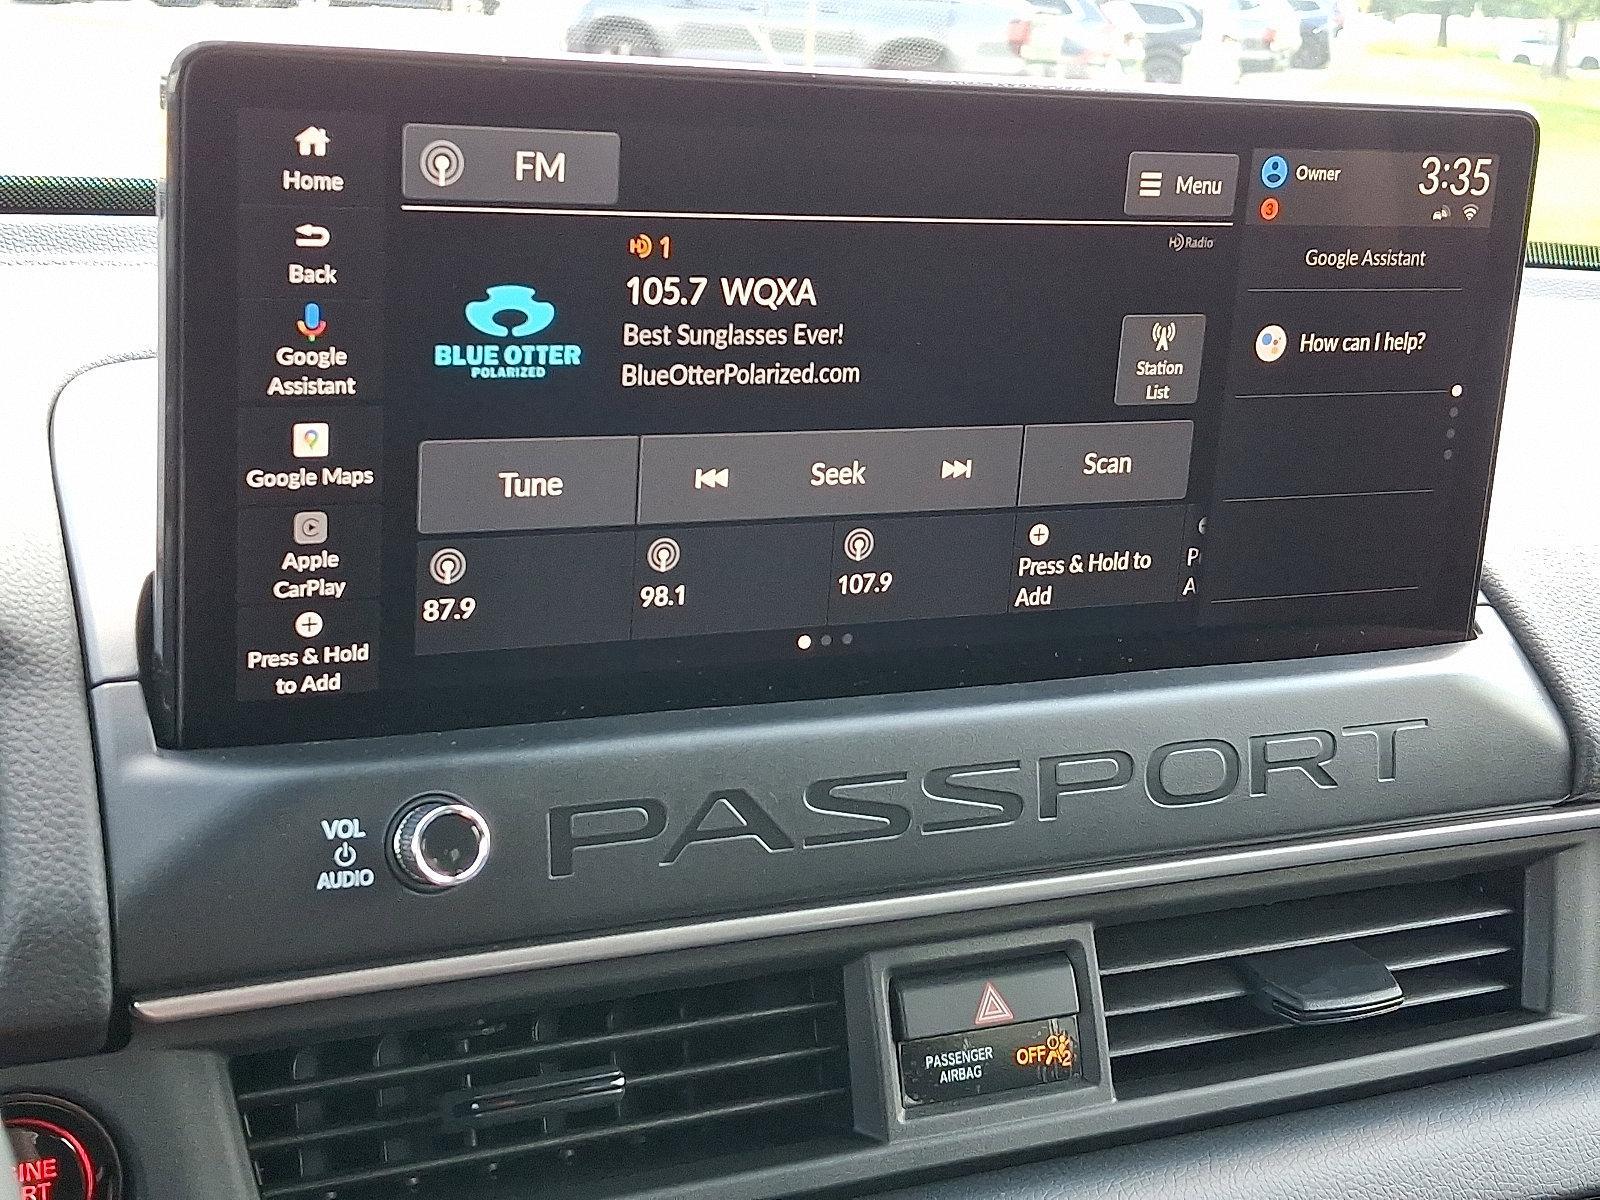 Home
Back
Google
Assistant
Google Maps
Apple
CarPlay
Press & Hold
to Add
FM
Menu
HD 1
HD Radio
105.7 WQXA
Best Sunglasses Ever!
BlueOtterPolarized.com
BLUE OTTER
POLARIZED
Station
List
Tune
Seek
Scan
87.9
98.1
107.9
Press & Hold to
Add
Owner
3:35
3
Google Assistant
How can I help?
VOL
AUDIO
PASSPORT
PASSENGER
AIRBAG
OFF
2